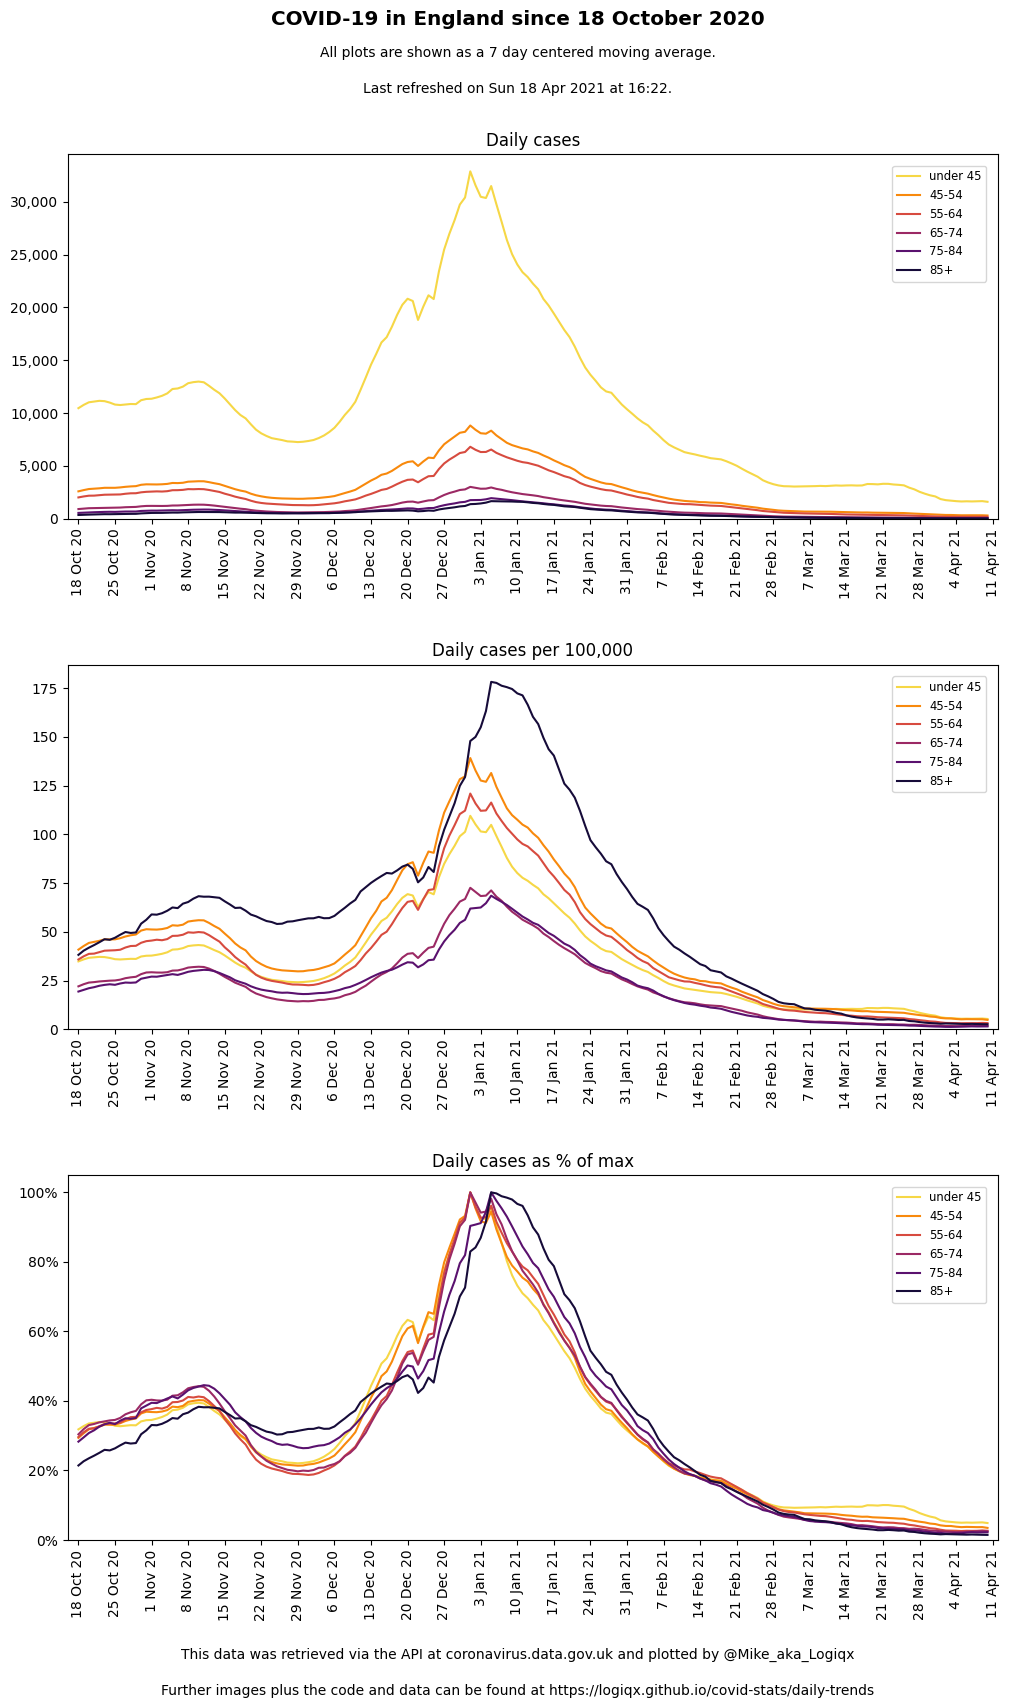 COVID-19 in England since 18 October 2020
All plots are shown as a 7 day centered moving average.
Last refreshed on Sun 18 Apr 2021 at 16:22.
Daily cases
30,000
25,000
20,000
15,000
10,000
5,000
0
under 45
45-54
55-64
65-74
75-84
85+
18 Oct 20
25 Oct 20
1 Nov 20
8 Nov 20
15 Nov 20
22 Nov 20
29 Nov 20
6 Dec 20
13 Dec 20
20 Dec 20
27 Dec 20
3 Jan 21
10 Jan 21
17 Jan 21
24 Jan 21
31 Jan 21
7 Feb 21
14 Feb 21
21 Feb 21
28 Feb 21
7 Mar 21
14 Mar 21
21 Mar 21
28 Mar 21
4 Apr 21
11 Apr 21
Daily cases per 100,000
175
150
125
100
75
50
25
0
under 45
45-54
55-64
65-74
75-84
85+
18 Oct 20
25 Oct 20
1 Nov 20
8 Nov 20
15 Nov 20
22 Nov 20
29 Nov 20
6 Dec 20
13 Dec 20
20 Dec 20
27 Dec 20
3 Jan 21
10 Jan 21
17 Jan 21
24 Jan 21
31 Jan 21
7 Feb 21
14 Feb 21
21 Feb 21
28 Feb 21
7 Mar 21
14 Mar 21
21 Mar 21
28 Mar 21
4 Apr 21
11 Apr 21
Daily cases as % of max
100%
80%
60%
40%
20%
0%
under 45
45-54
55-64
65-74
75-84
85+
18 Oct 20
25 Oct 20
1 Nov 20
8 Nov 20
15 Nov 20
22 Nov 20
29 Nov 20
6 Dec 20
13 Dec 20
20 Dec 20
27 Dec 20
3 Jan 21
10 Jan 21
17 Jan 21
24 Jan 21
31 Jan 21
7 Feb 21
14 Feb 21
21 Feb 21
28 Feb 21
7 Mar 21
14 Mar 21
21 Mar 21
28 Mar 21
4 Apr 21
11 Apr 21
This data was retrieved via the API at coronavirus.data.gov.uk and plotted by @Mike_aka_Logiqx
Further images plus the code and data can be found at https://logiqx.github.io/covid-stats/daily-trends